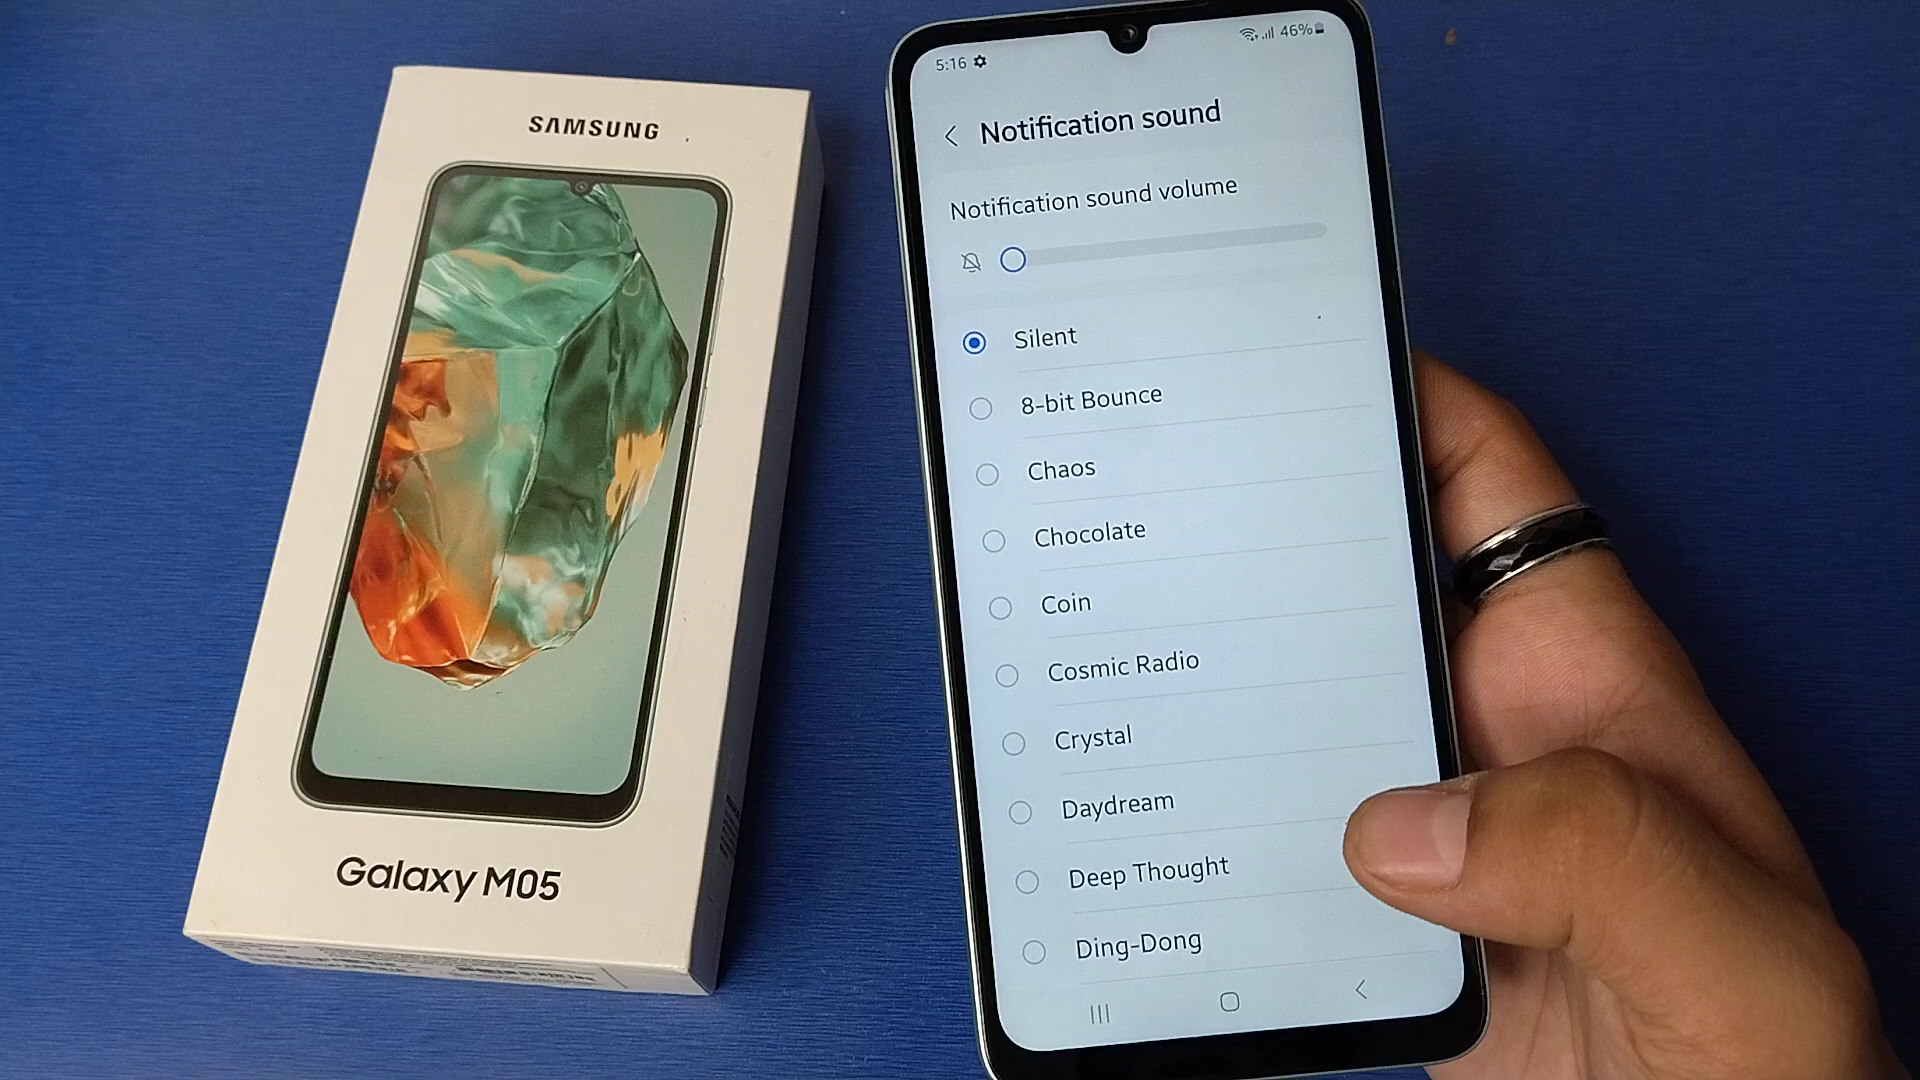 SAMSUNG
Galaxy M05
5:16
46%
Notification sound
Notification sound volume
Silent
8-bit Bounce
Chaos
Chocolate
Coin
Cosmic Radio
Crystal
Daydream
Deep Thought
Ding-Dong